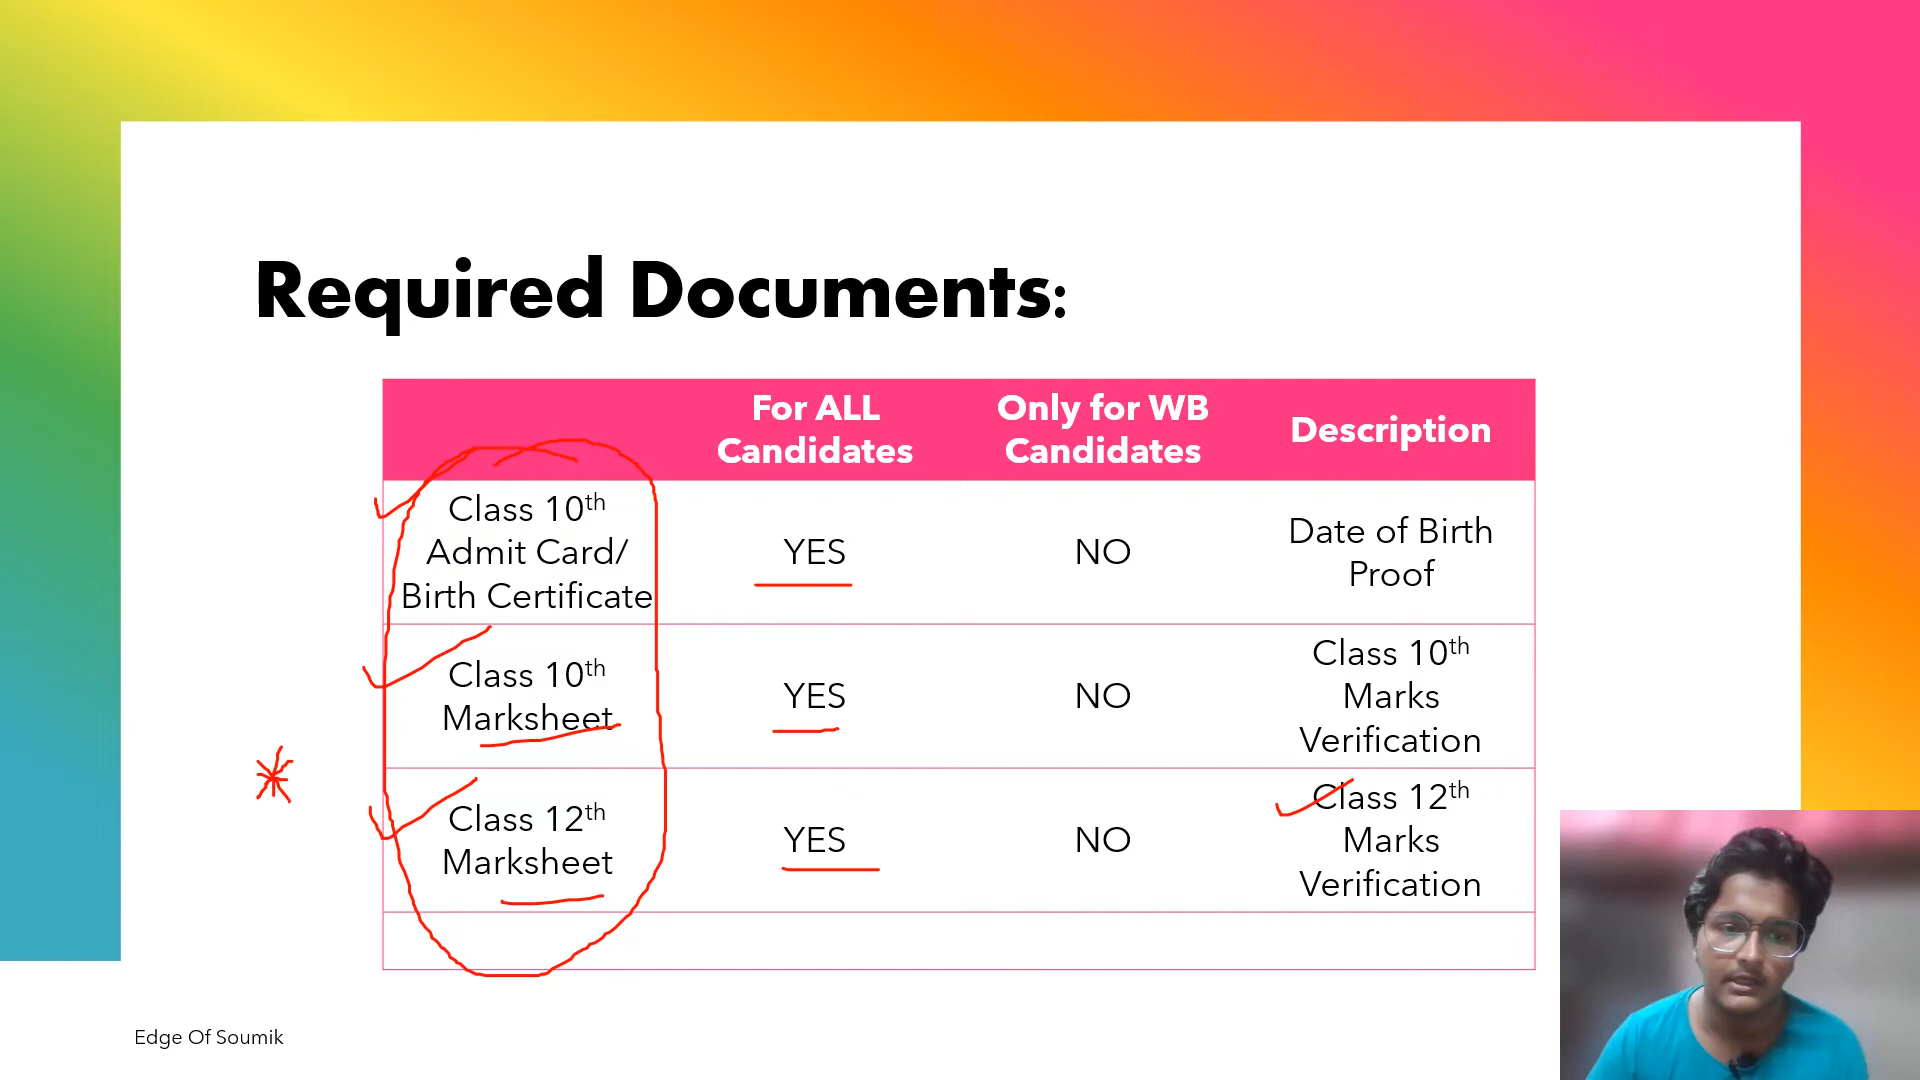 Required Documents:
For ALL
Candidates
Only for WB
Candidates
Description
Class 10th
Admit Card/
Birth Certificate
YES
NO
Date of Birth
Proof
Class 10th
Marksheet
YES
NO
Class 10th
Marks
Verification
Class 12th
Marksheet
YES
NO
Class 12th
Marks
Verification
Edge Of Soumik